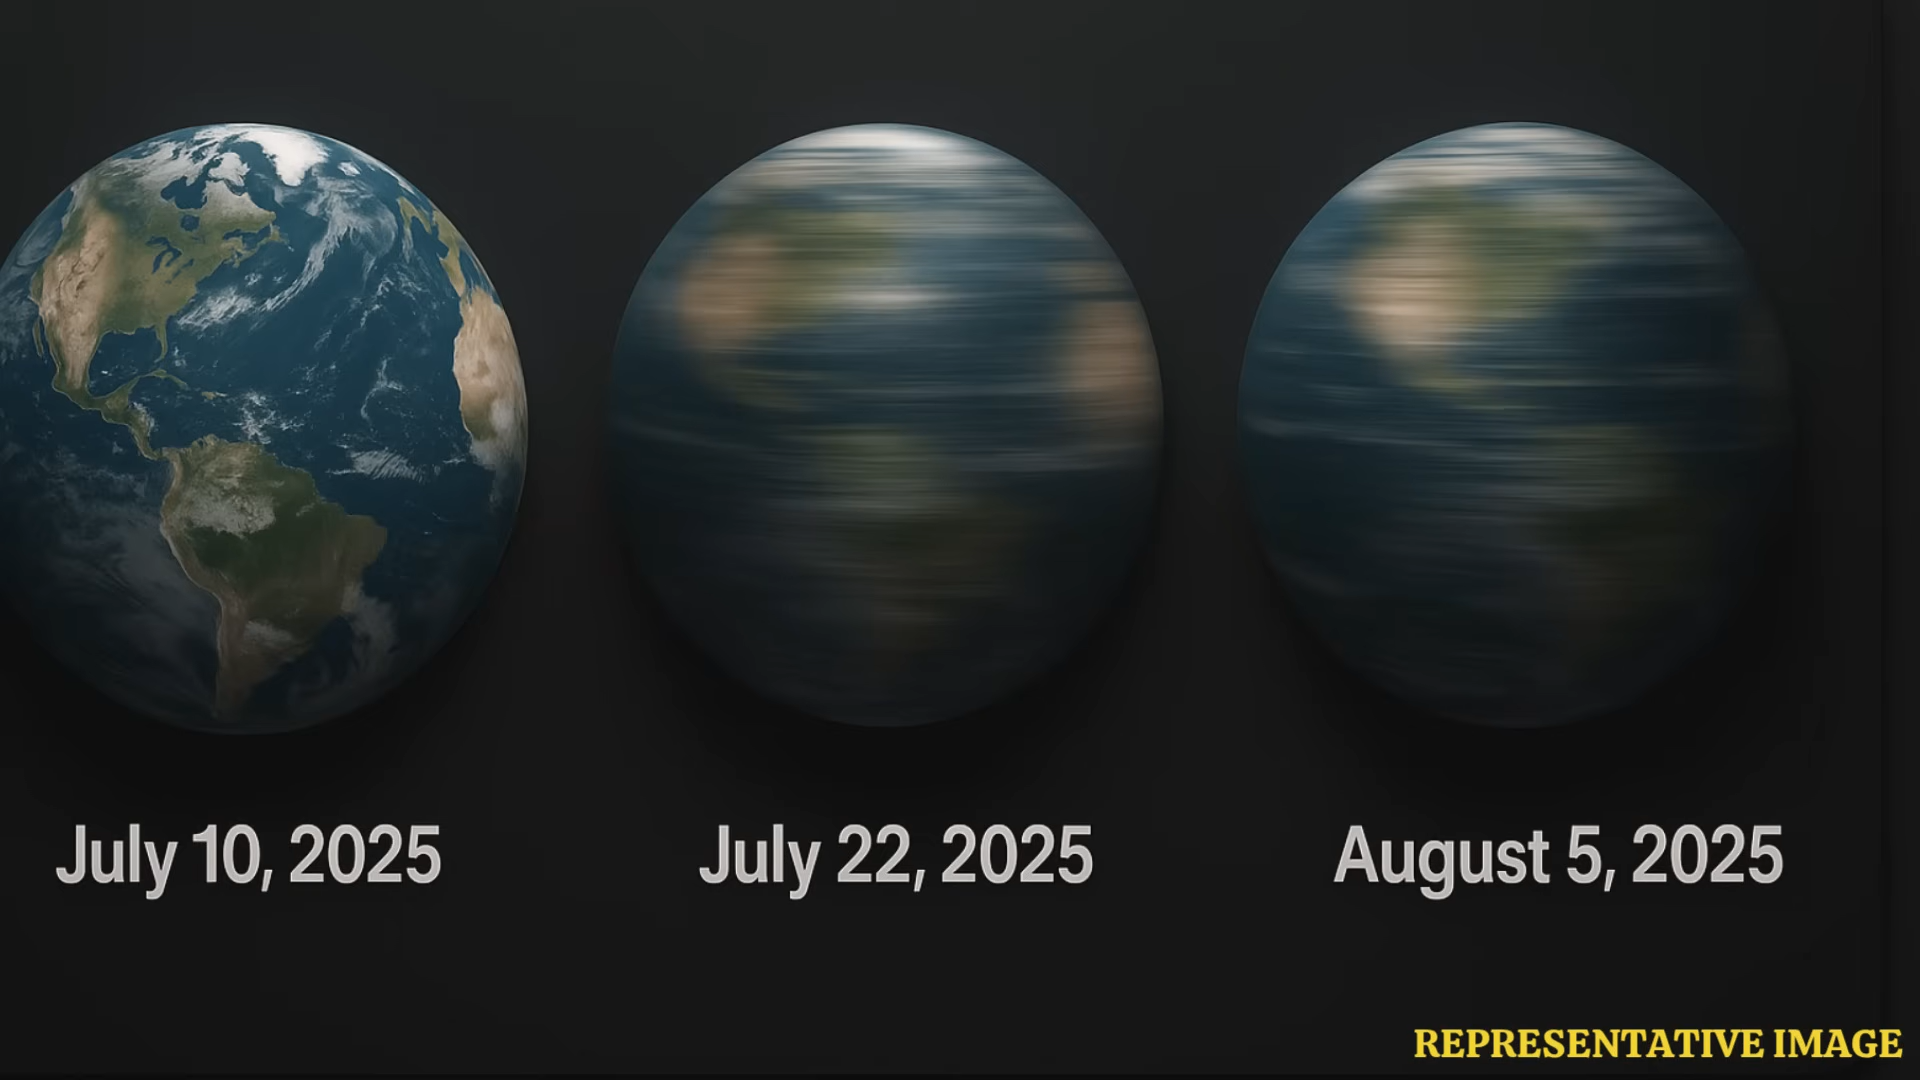 July 10, 2025
July 22, 2025
August 5, 2025
REPRESENTATIVE IMAGE